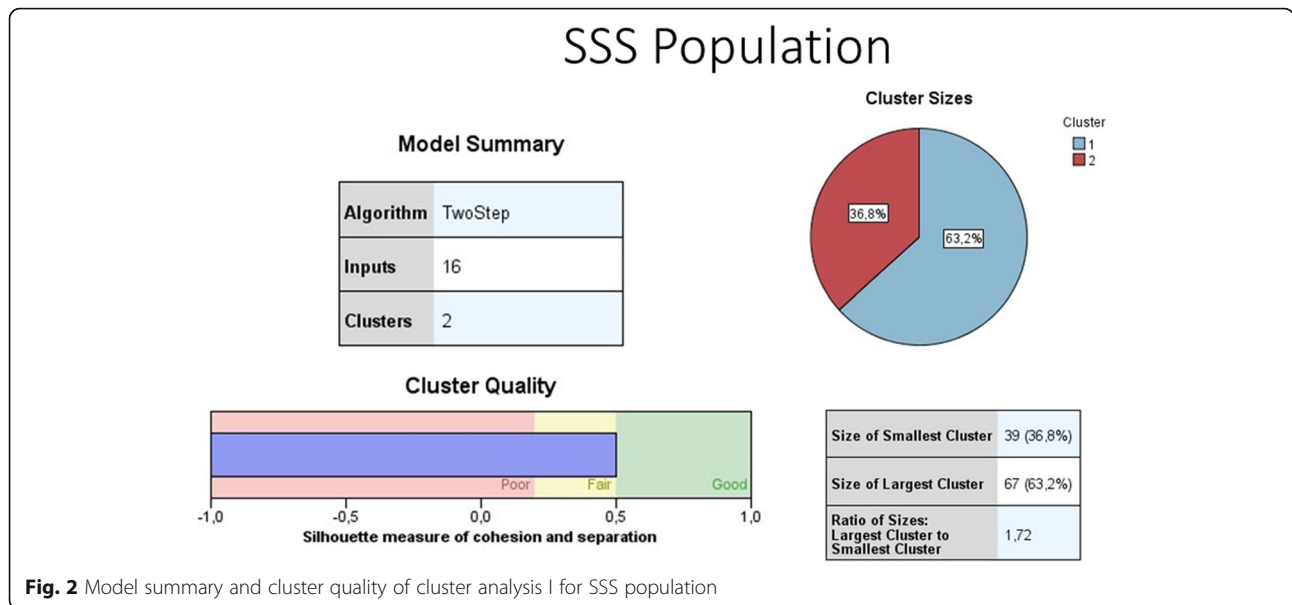 SSS Population
Model Summary
Algorithm TwoStep
Inputs 16
Clusters 2
Cluster Sizes
Cluster
1
2
36,8%
63,2%
Cluster Quality
Poor Fair Good
-1,0 -0,5 0,0 0,5 1,0
Silhouette measure of cohesion and separation
Size of Smallest Cluster 39 (36,8%)
Size of Largest Cluster 67 (63,2%)
Ratio of Sizes:
Largest Cluster to
Smallest Cluster 1,72
Fig. 2 Model summary and cluster quality of cluster analysis I for SSS population